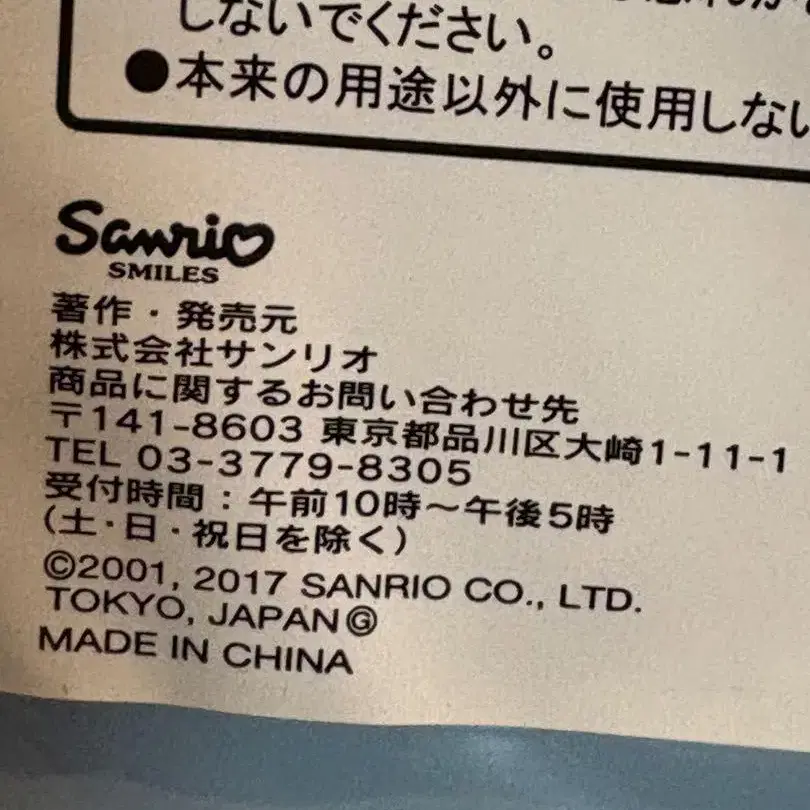 しないでください。
●本来の用途以外に使用しない
Sanrio
SMILES
著作・発売元
株式会社サンリオ
商品に関するお問い合わせ先
〒141-8603 東京都品川区大崎1-11-1
TEL 03-3779-8305
受付時間：午前10時～午後5時
(土・日・祝日を除く)
©2001, 2017 SANRIO CO., LTD.
TOKYO, JAPAN Ⓖ
MADE IN CHINA